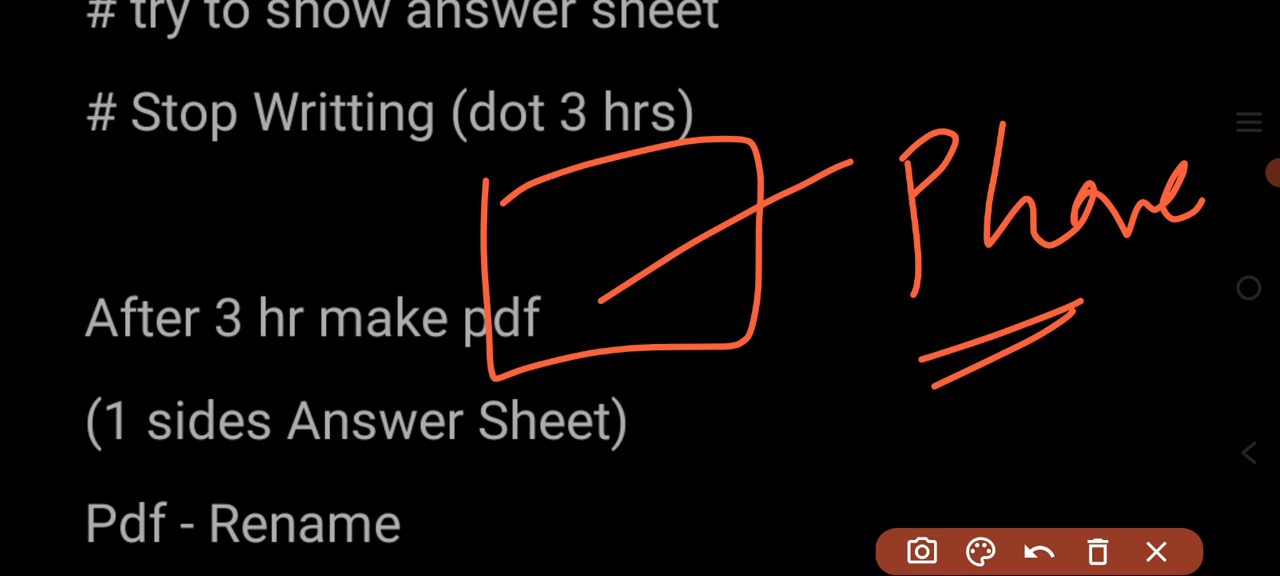 # try to show answer sheet
# Stop Writting (dot 3 hrs)
Phone
After 3 hr make pdf
(1 sides Answer Sheet)
Pdf - Rename